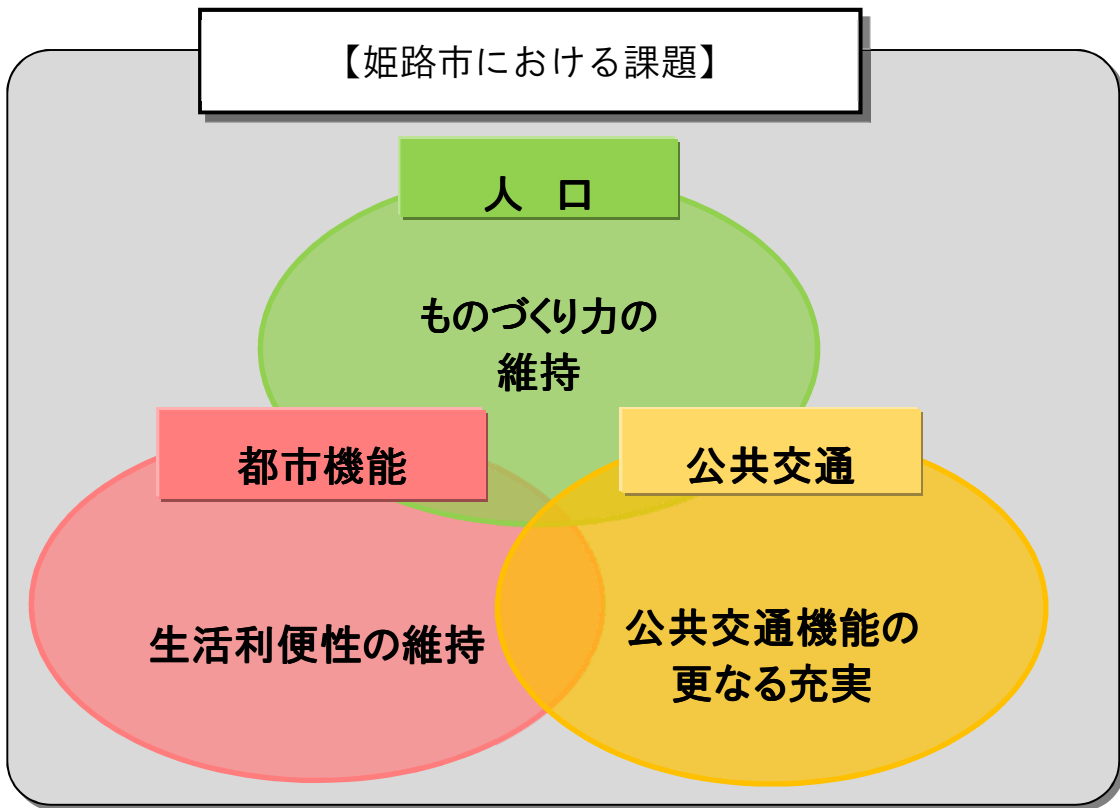 【姫路市における課題】
人　口
ものづくり力の
維持
都市機能
公共交通
生活利便性の維持
公共交通機能の
更なる充実